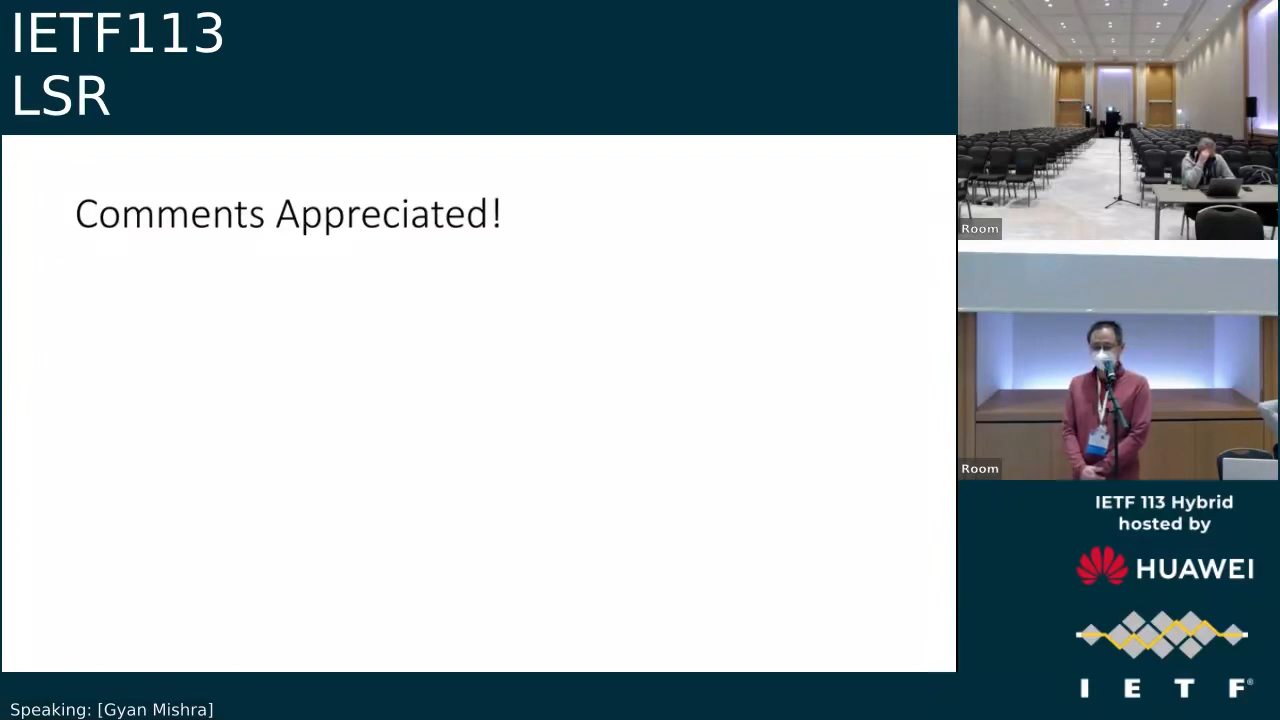 IETF113
LSR
Comments Appreciated!
Room
Room
IETF 113 Hybrid
hosted by
HUAWEI
I E T F®
Speaking: [Gyan Mishra]